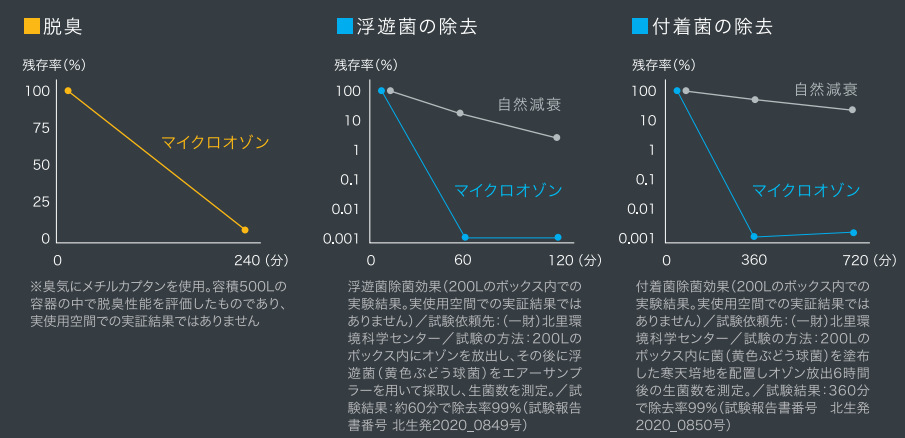 脱臭
残存率(%)
100
75
50
25
0
マイクロオゾン
0
240(分)
※臭気にメチルカプタンを使用。容積500Lの
容器の中で脱臭性能を評価したものであり、
実使用空間での実証結果ではありません
浮遊菌の除去
残存率(%)
100
10
1
0.1
0.01
0.001
自然減衰
マイクロオゾン
0
60
120(分)
浮遊菌除菌効果(200Lのボックス内での
実験結果。実使用空間での実証結果では
ありません)／試験依頼先:(一財)北里環
境科学センター／試験の方法:200Lの
ボックス内にオゾンを放出し、その後に浮
遊菌(黄色ぶどう球菌)をエアーサンプ
ラーを用いて採取し、生菌数を測定。／試
験結果:約60分で除去率99%(試験報告
書番号 北生発2020_0849号)
付着菌の除去
残存率(%)
100
10
1
0.1
0.01
0.001
自然減衰
マイクロオゾン
0
360
720(分)
付着菌除菌効果(200Lのボックス内での
実験結果。実使用空間での実証結果では
ありません)／試験依頼先:(一財)北里環
境科学センター／試験の方法:200Lの
ボックス内に菌(黄色ぶどう球菌)を塗布
した寒天培地を配置しオゾン放出6時間
後の生菌数を測定。／試験結果:360分
で除去率99%(試験報告書番号　北生発
2020_0850号)